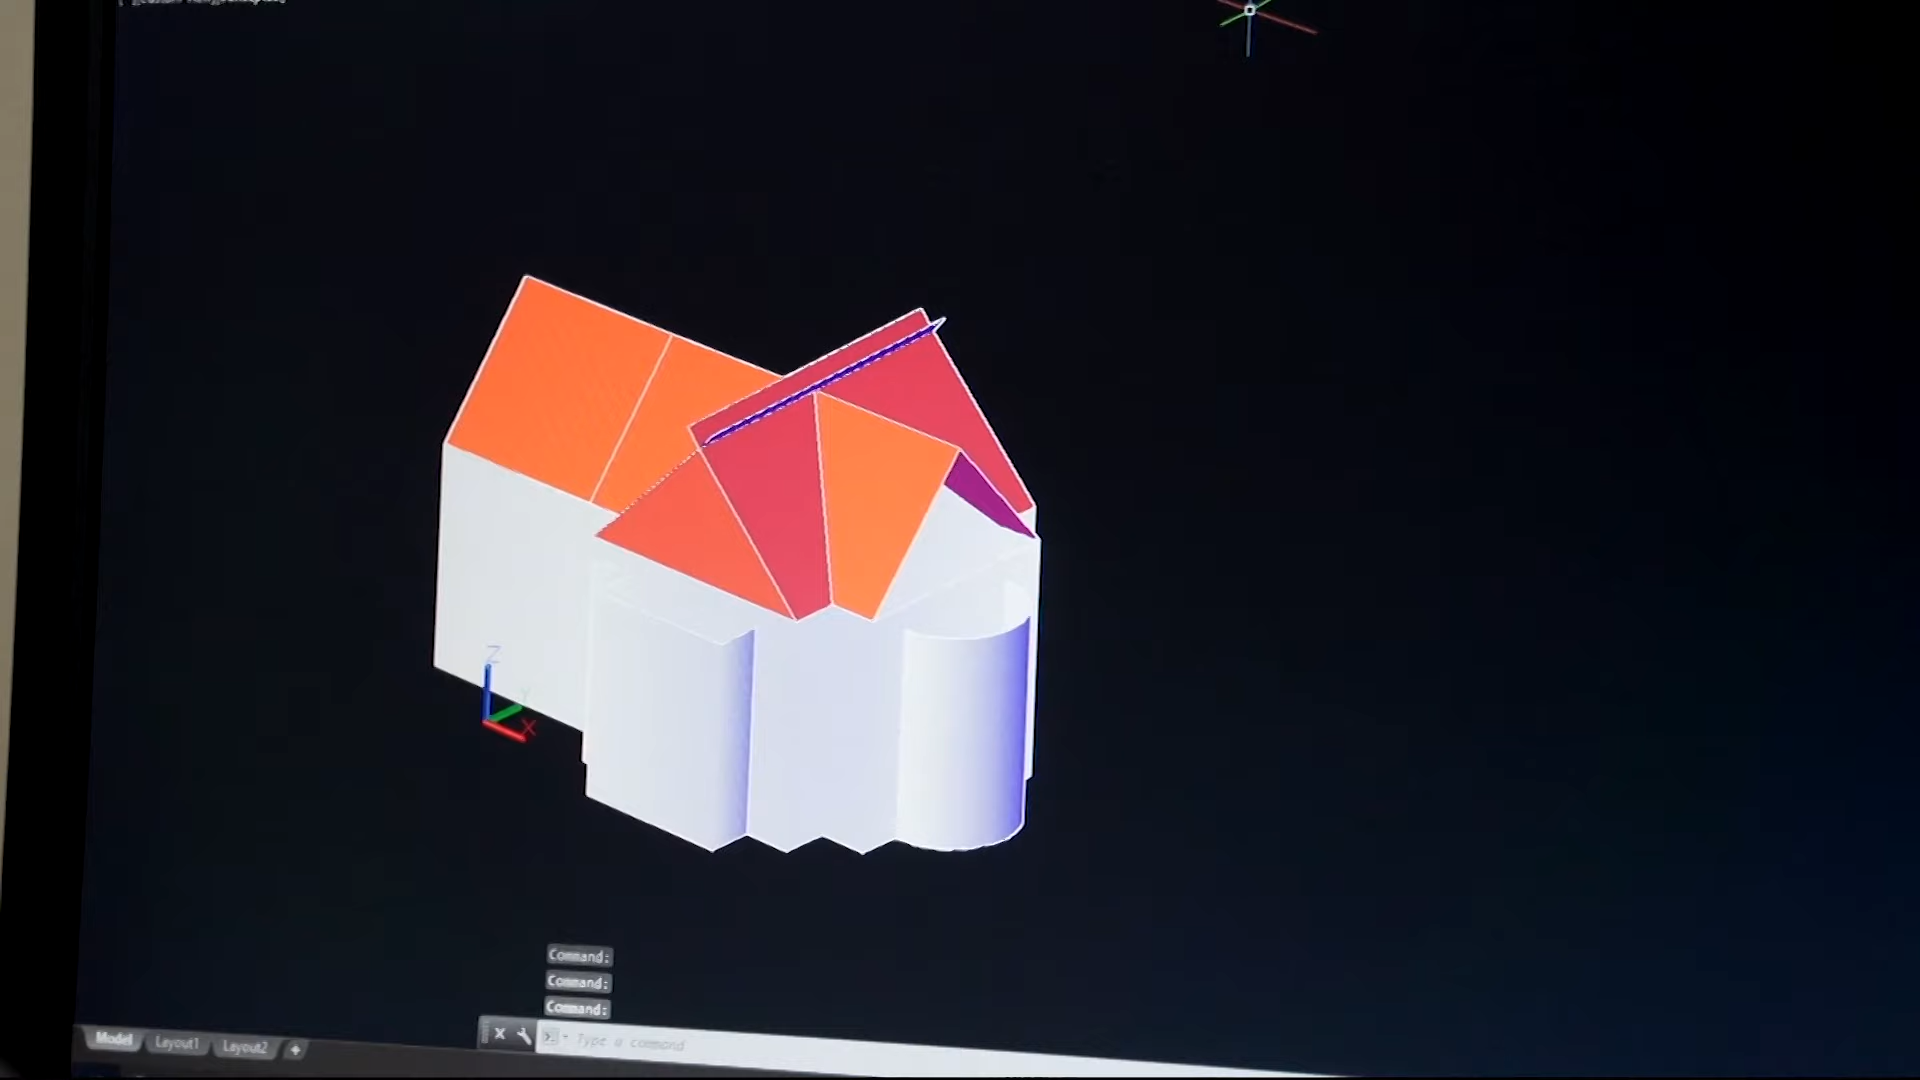 Z
X
Command:
Command:
Command:
Type a command
Model
Layout1
Layout2
+